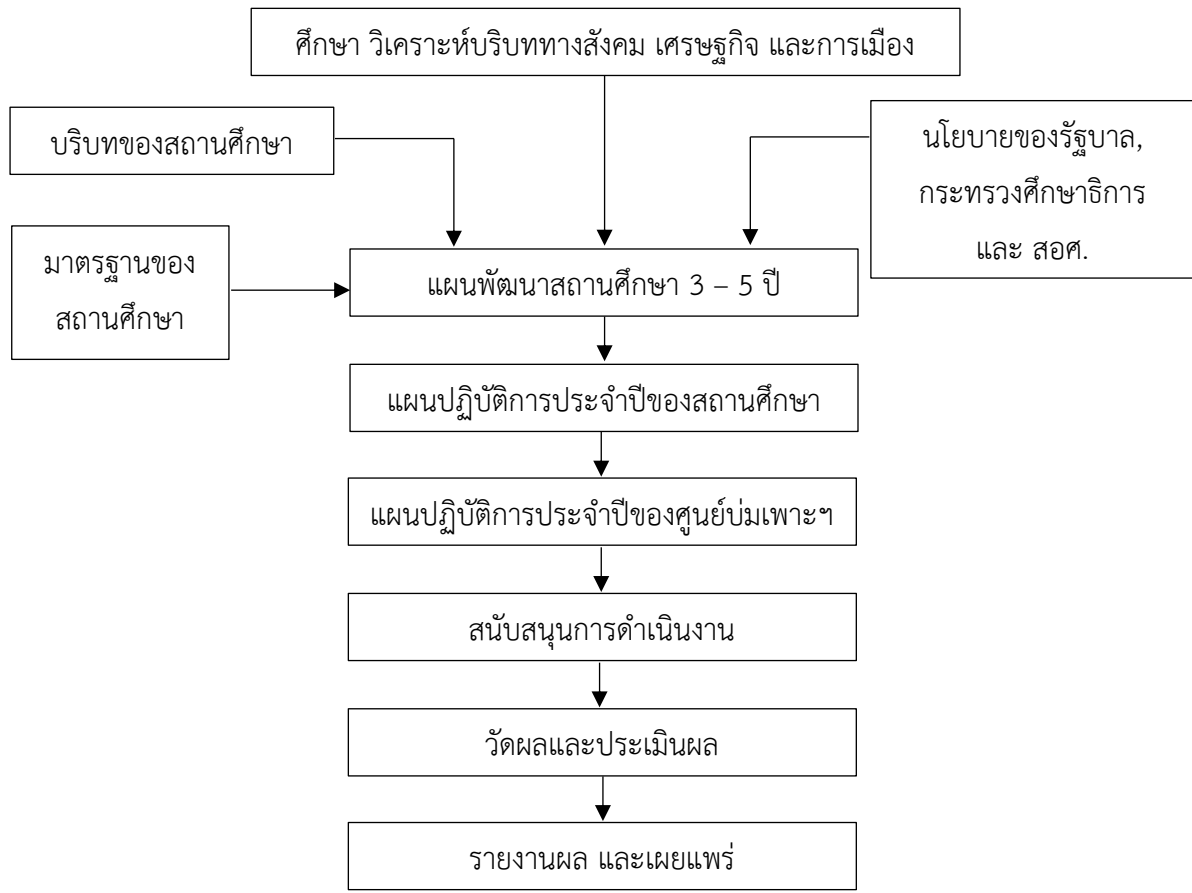 ศึกษา วิเคราะห์บริบททางสังคม เศรษฐกิจ และการเมือง
บริบทของสถานศึกษา
นโยบายของรัฐบาล,
กระทรวงศึกษาธิการ
และ สอศ.
มาตรฐานของ
สถานศึกษา
แผนพัฒนาสถานศึกษา 3 – 5 ปี
แผนปฏิบัติการประจำปีของสถานศึกษา
แผนปฏิบัติการประจำปีของศูนย์บ่มเพาะฯ
สนับสนุนการดำเนินงาน
วัดผลและประเมินผล
รายงานผล และเผยแพร่